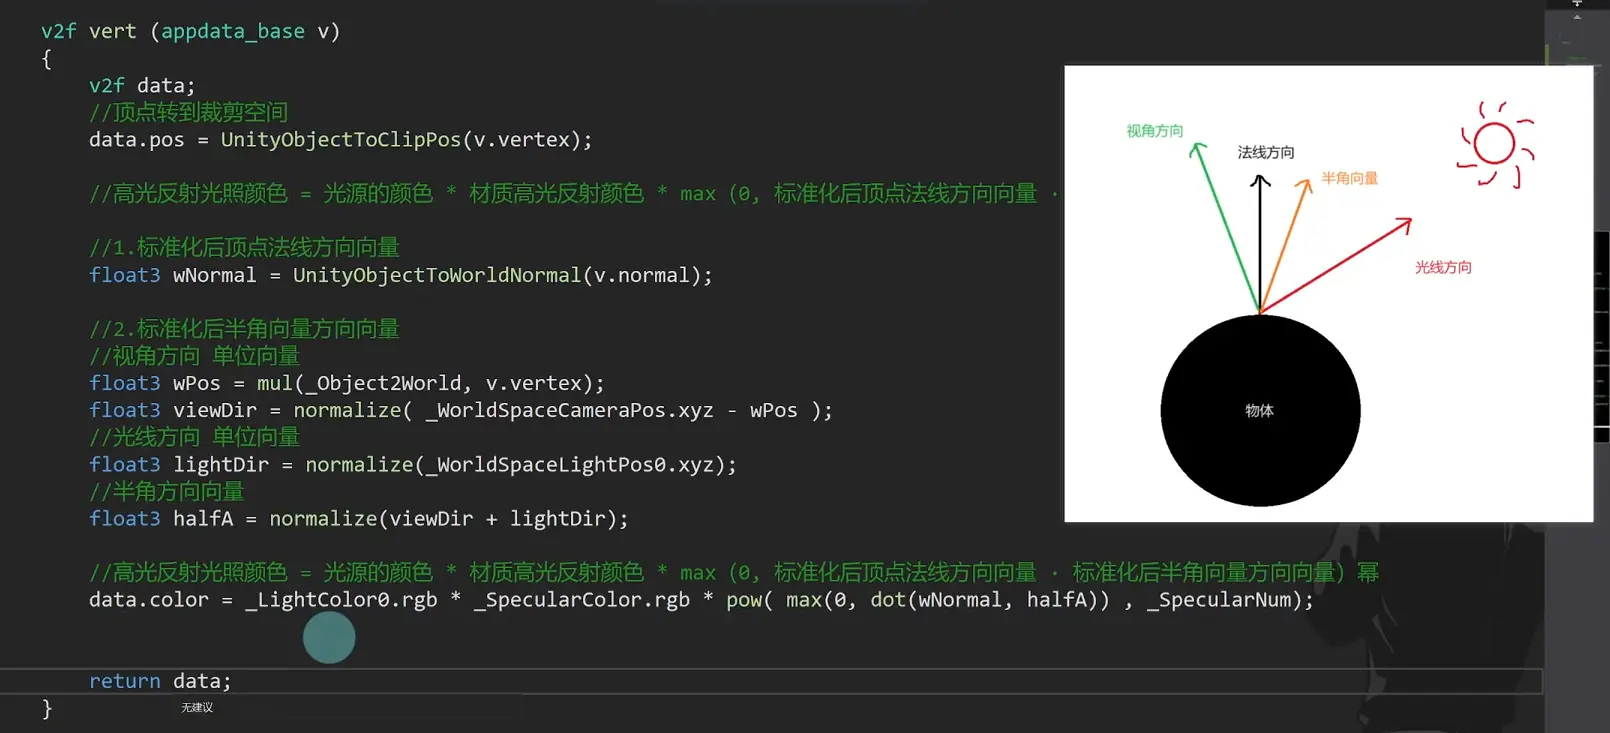 v2f vert (appdata_base v)
{
v2f data;
//顶点转到裁剪空间
data.pos = UnityObjectToClipPos(v.vertex);
//高光反射光照颜色 = 光源的颜色 * 材质高光反射颜色 * max（0, 标准化后顶点法线方向向量 ·
//1.标准化后顶点法线方向向量
float3 wNormal = UnityObjectToWorldNormal(v.normal);
//2.标准化后半角向量方向向量
//视角方向 单位向量
float3 wPos = mul(_Object2World, v.vertex);
float3 viewDir = normalize( _WorldSpaceCameraPos.xyz - wPos );
//光线方向 单位向量
float3 lightDir = normalize(_WorldSpaceLightPos0.xyz);
//半角方向向量
float3 halfA = normalize(viewDir + lightDir);
//高光反射光照颜色 = 光源的颜色 * 材质高光反射颜色 * max（0, 标准化后顶点法线方向向量 · 标准化后半角向量方向向量）幂
data.color = _LightColor0.rgb * _SpecularColor.rgb * pow( max(0, dot(wNormal, halfA)) , _SpecularNum);
return data;
}
无建议
视角方向
法线方向
半角向量
光线方向
物体